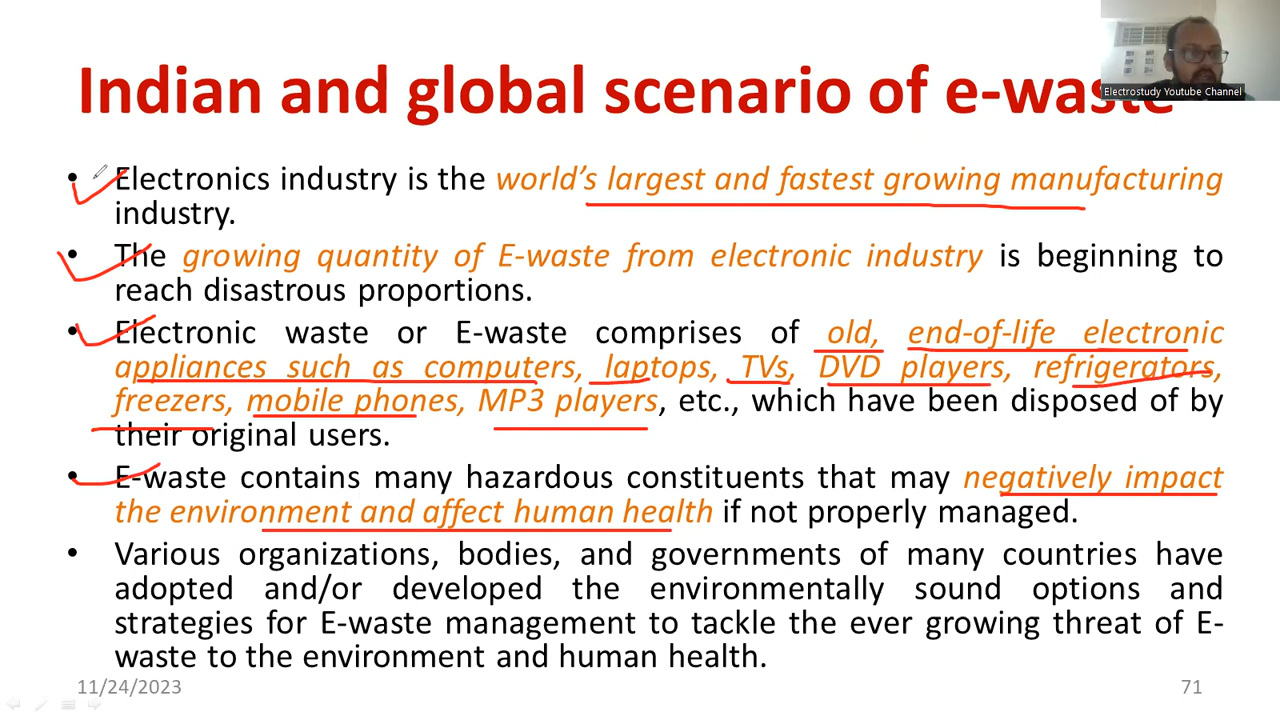 Indian and global scenario of e-waste
Electrostudy Youtube Channel
• Electronics industry is the world's largest and fastest growing manufacturing
industry.
• The growing quantity of E-waste from electronic industry is beginning to
reach disastrous proportions.
• Electronic waste or E-waste comprises of old, end-of-life electronic
appliances such as computers, laptops, TVs, DVD players, refrigerators,
freezers, mobile phones, MP3 players, etc., which have been disposed of by
their original users.
• E-waste contains many hazardous constituents that may negatively impact
the environment and affect human health if not properly managed.
• Various organizations, bodies, and governments of many countries have
adopted and/or developed the environmentally sound options and
strategies for E-waste management to tackle the ever growing threat of E-
waste to the environment and human health.
11/24/2023
71